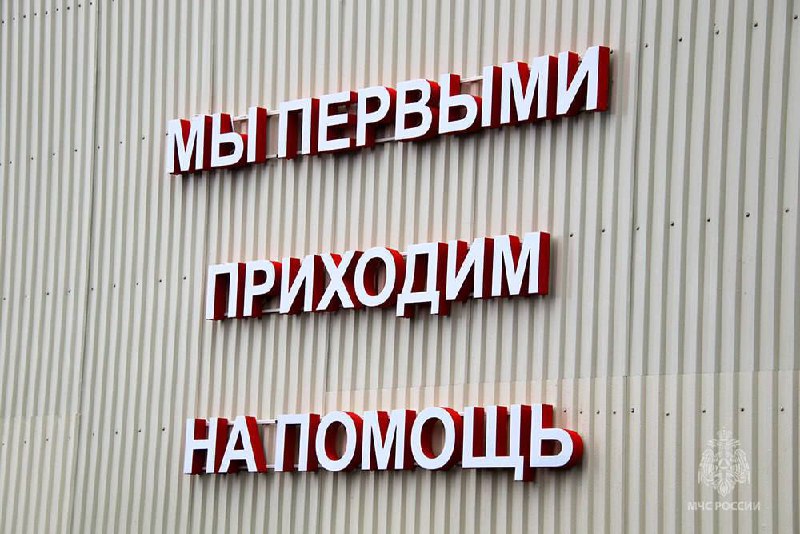 МЫ ПЕРВЫМИ
ПРИХОДИМ
НА ПОМОЩЬ
МЧС РОССИИ